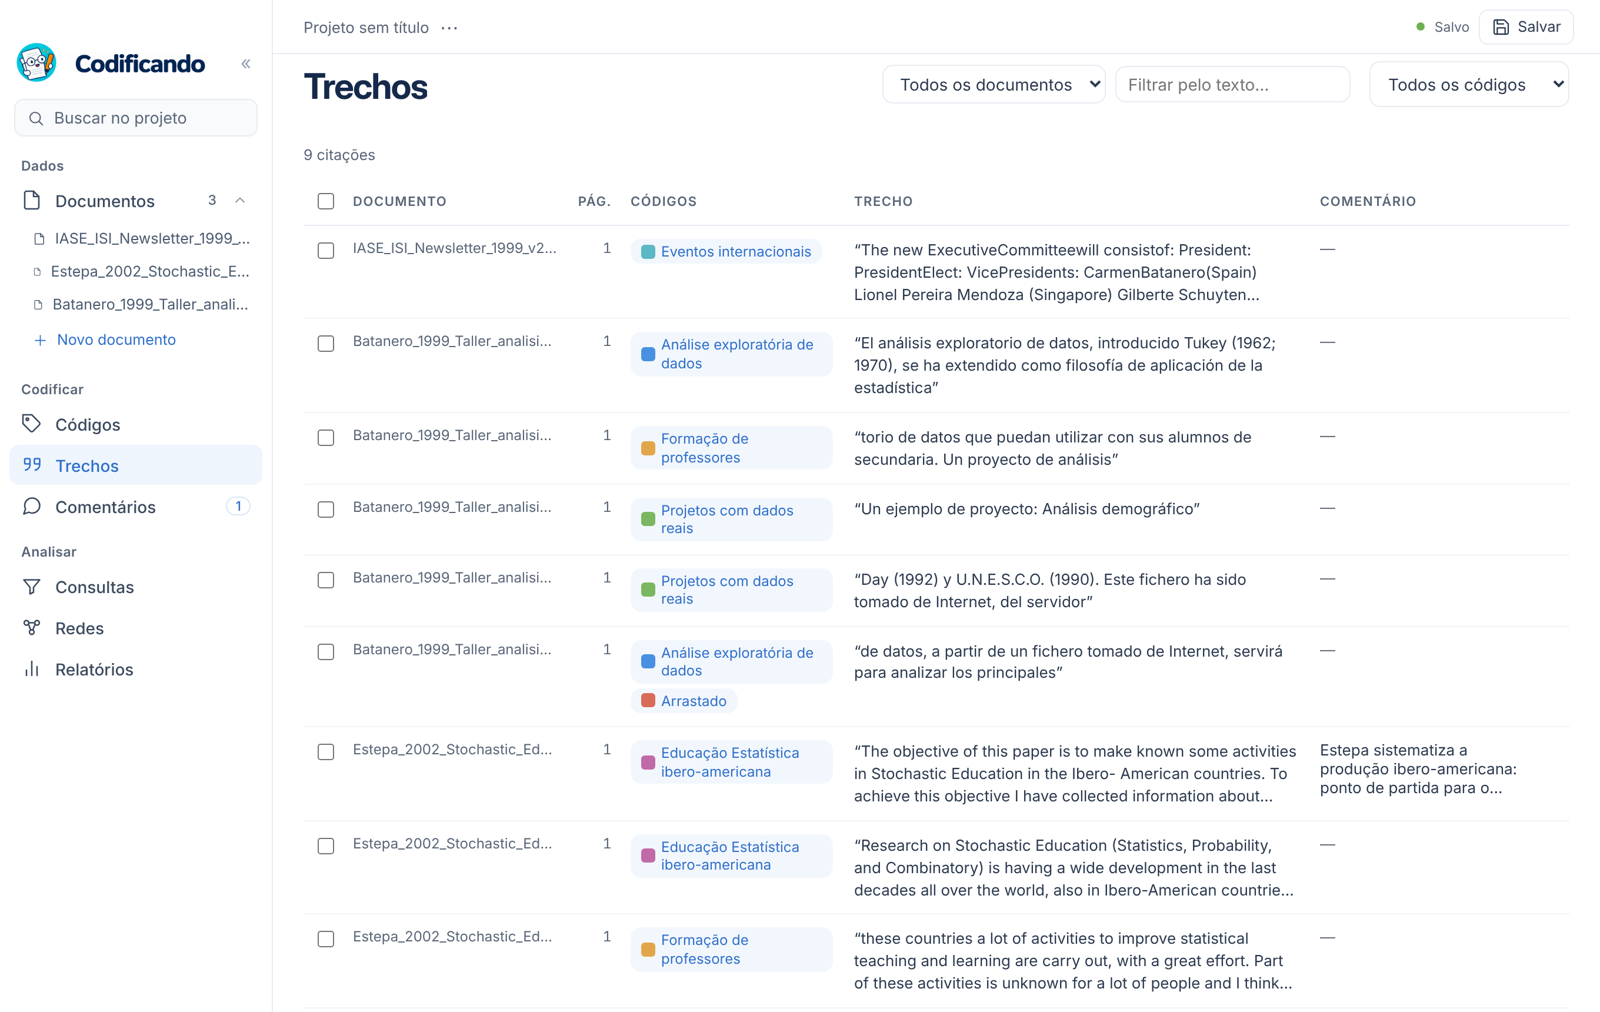 Projeto sem título ···
Salvo
Salvar
Codificando
«
Buscar no projeto
Dados
Documentos 3
IASE_ISI_Newsletter_1999_...
Estepa_2002_Stochastic_E...
Batanero_1999_Taller_anali...
+ Novo documento
Codificar
Códigos
Trechos
Comentários 1
Analisar
Consultas
Redes
Relatórios
Trechos
Todos os documentos
Filtrar pelo texto...
Todos os códigos
9 citações
DOCUMENTO PÁG. CÓDIGOS TRECHO COMENTÁRIO
IASE_ISI_Newsletter_1999_v2... 1
Eventos internacionais
“The new ExecutiveCommitteewill consistof: President:
PresidentElect: VicePresidents: CarmenBatanero(Spain)
Lionel Pereira Mendoza (Singapore) Gilberte Schuyten...
—
Batanero_1999_Taller_analisi... 1
Análise exploratória de
dados
“El análisis exploratorio de datos, introducido Tukey (1962;
1970), se ha extendido como filosofía de aplicación de la
estadística”
—
Batanero_1999_Taller_analisi... 1
Formação de
professores
“torio de datos que puedan utilizar con sus alumnos de
secundaria. Un proyecto de análisis”
—
Batanero_1999_Taller_analisi... 1
Projetos com dados
reais
“Un ejemplo de proyecto: Análisis demográfico”
—
Batanero_1999_Taller_analisi... 1
Projetos com dados
reais
“Day (1992) y U.N.E.S.C.O. (1990). Este fichero ha sido
tomado de Internet, del servidor”
—
Batanero_1999_Taller_analisi... 1
Análise exploratória de
dados
Arrastado
“de datos, a partir de un fichero tomado de Internet, servirá
para analizar los principales”
—
Estepa_2002_Stochastic_Ed... 1
Educação Estatística
ibero-americana
“The objective of this paper is to make known some activities
in Stochastic Education in the Ibero- American countries. To
achieve this objective I have collected information about...
Estepa sistematiza a
produção ibero-americana:
ponto de partida para o...
Estepa_2002_Stochastic_Ed... 1
Educação Estatística
ibero-americana
“Research on Stochastic Education (Statistics, Probability,
and Combinatory) is having a wide development in the last
decades all over the world, also in Ibero-American countrie...
—
Estepa_2002_Stochastic_Ed... 1
Formação de
professores
“these countries a lot of activities to improve statistical
teaching and learning are carry out, with a great effort. Part
of these activities is unknown for a lot of people and I think...
—